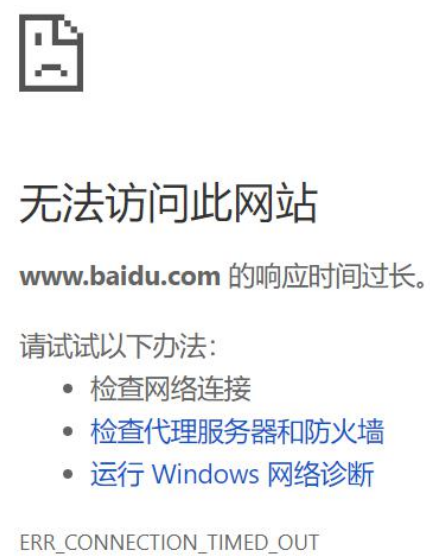 无法访问此网站
www.baidu.com 的响应时间过长。
请试试以下办法：
• 检查网络连接
• 检查代理服务器和防火墙
• 运行 Windows 网络诊断
ERR_CONNECTION_TIMED_OUT